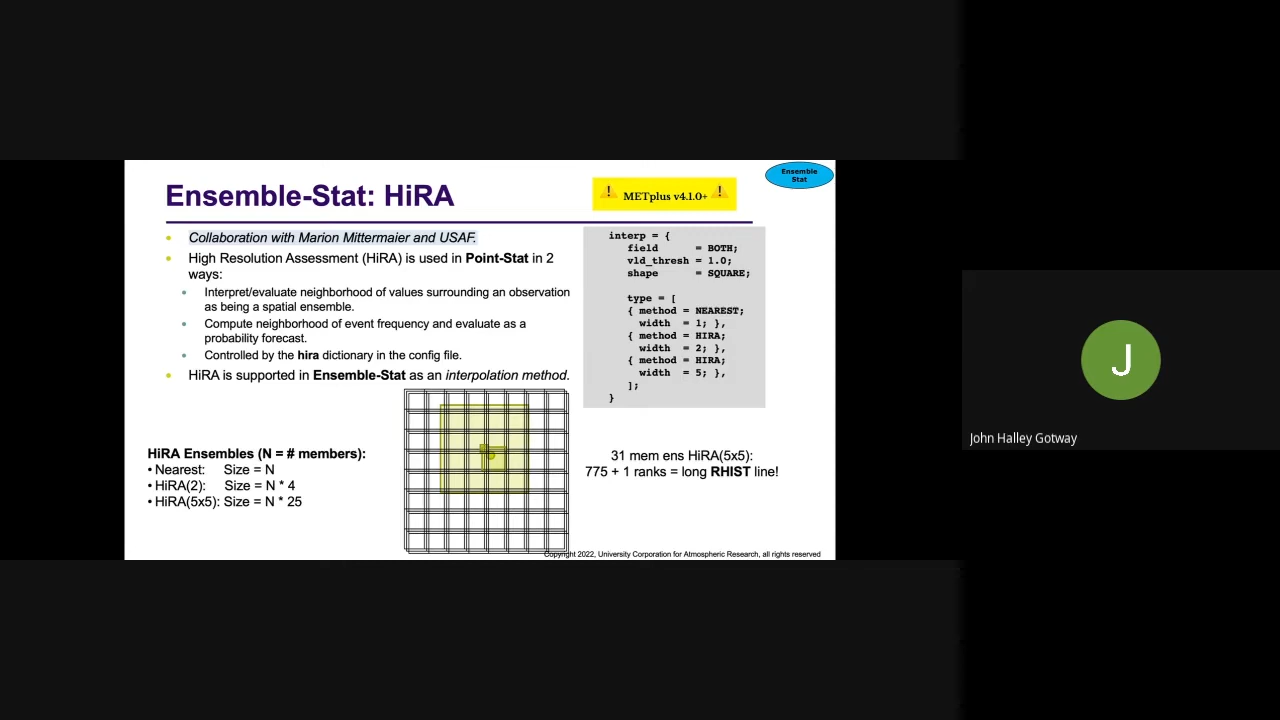 Ensemble
Stat
Ensemble-Stat: HiRA
METplus v4.1.0+
• Collaboration with Marion Mittermaier and USAF.
• High Resolution Assessment (HiRA) is used in Point-Stat in 2
ways:
• Interpret/evaluate neighborhood of values surrounding an observation
as being a spatial ensemble.
• Compute neighborhood of event frequency and evaluate as a
probability forecast.
• Controlled by the hira dictionary in the config file.
• HiRA is supported in Ensemble-Stat as an interpolation method.
interp = {
field = BOTH;
vld_thresh = 1.0;
shape = SQUARE;
type = [
{ method = NEAREST;
width = 1; },
{ method = HIRA;
width = 2; },
{ method = HIRA;
width = 5; },
];
}
HiRA Ensembles (N = # members):
• Nearest: Size = N
• HiRA(2): Size = N * 4
• HiRA(5x5): Size = N * 25
31 mem ens HiRA(5x5):
775 + 1 ranks = long RHIST line!
Copyright 2022, University Corporation for Atmospheric Research, all rights reserved
J
John Halley Gotway